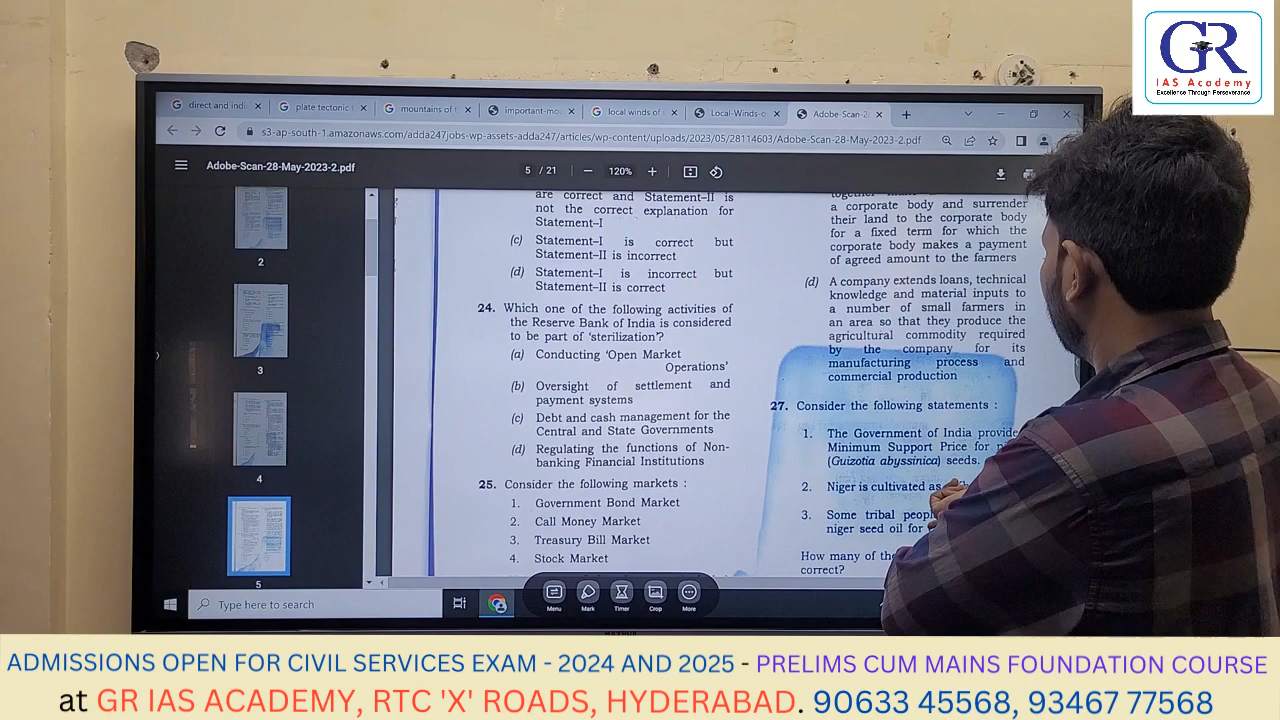 GR
IAS Academy
Excellence Through Perseverance
direct and indi
plate tectonic
mountains of
important-mo
local winds of
Local-Winds-o
Adobe-Scan-2
s3-ap-south-1.amazonaws.com/adda247jobs-wp-assets-adda247/articles/wp-content/uploads/2023/05/28114603/Adobe-Scan-28-May-2023-2.pdf
Adobe-Scan-28-May-2023-2.pdf
5 / 21
120%
2
3
4
5
are correct and Statement–II is
not the correct explanation for
Statement–I
(c) Statement–I is correct but
Statement–II is incorrect
(d) Statement–I is incorrect but
Statement–II is correct
24. Which one of the following activities of
the Reserve Bank of India is considered
to be part of 'sterilization'?
(a) Conducting 'Open Market
Operations'
(b) Oversight of settlement and
payment systems
(c) Debt and cash management for the
Central and State Governments
(d) Regulating the functions of Non-
banking Financial Institutions
25. Consider the following markets :
1. Government Bond Market
2. Call Money Market
3. Treasury Bill Market
4. Stock Market
a corporate body and surrender
their land to the corporate body
for a fixed term for which the
corporate body makes a payment
of agreed amount to the farmers
(d) A company extends loans, technical
knowledge and material inputs to
a number of small farmers in
an area so that they produce the
agricultural commodity required
by the company for its
manufacturing process and
commercial production
27. Consider the following statements :
1. The Government of India provide
Minimum Support Price for
(Guizotia abyssinica) seeds.
2. Niger is cultivated as
3. Some tribal peop
niger seed oil for
How many of the
correct?
Menu
Mark
Timer
Crop
More
Type here to search
ADMISSIONS OPEN FOR CIVIL SERVICES EXAM - 2024 AND 2025 - PRELIMS CUM MAINS FOUNDATION COURSE
at GR IAS ACADEMY, RTC 'X' ROADS, HYDERABAD. 90633 45568, 93467 77568